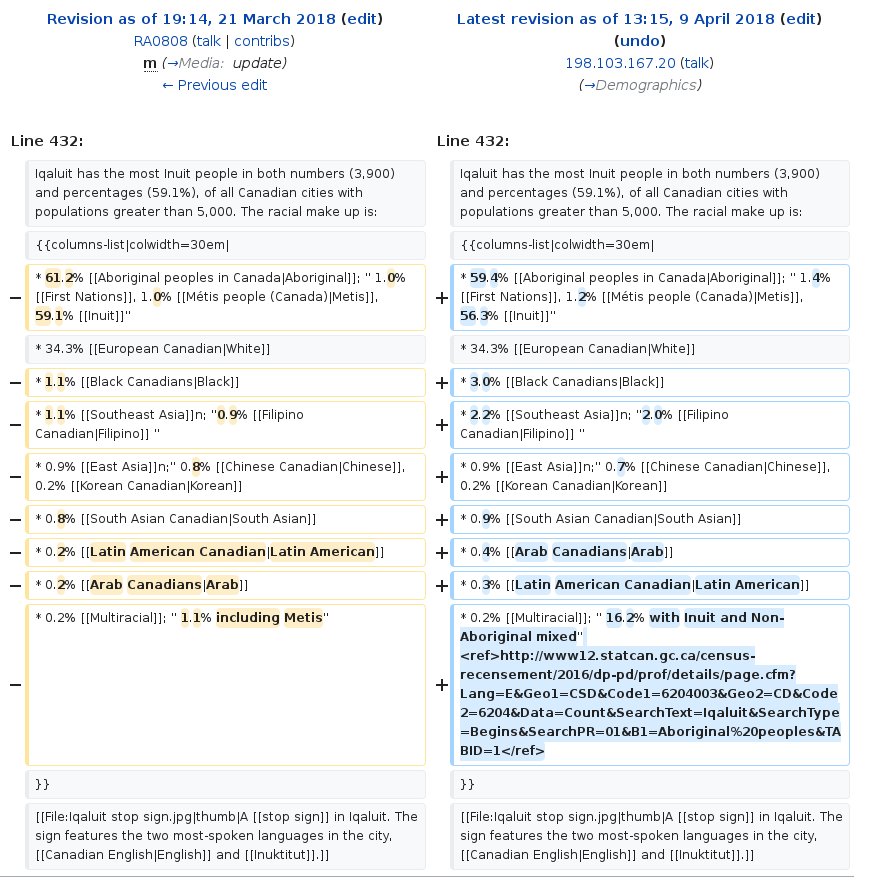 Revision as of 19:14, 21 March 2018 (edit)
RA0808 (talk | contribs)
m (→Media: update)
← Previous edit
Latest revision as of 13:15, 9 April 2018 (edit)
(undo)
198.103.167.20 (talk)
(→Demographics)
Line 432:
Iqaluit has the most Inuit people in both numbers (3,900)
and percentages (59.1%), of all Canadian cities with
populations greater than 5,000. The racial make up is:
{{columns-list|colwidth=30em|
− * 61.2% [[Aboriginal peoples in Canada|Aboriginal]]; '' 1.0%
[[First Nations]], 1.0% [[Métis people (Canada)|Metis]],
59.1% [[Inuit]]''
* 34.3% [[European Canadian|White]]
− * 1.1% [[Black Canadians|Black]]
− * 1.1% [[Southeast Asia]]n; ''0.9% [[Filipino
Canadian|Filipino]] ''
− * 0.9% [[East Asia]]n;'' 0.8% [[Chinese Canadian|Chinese]],
0.2% [[Korean Canadian|Korean]]
− * 0.8% [[South Asian Canadian|South Asian]]
− * 0.2% [[Latin American Canadian|Latin American]]
− * 0.2% [[Arab Canadians|Arab]]
− * 0.2% [[Multiracial]]; '' 1.1% including Metis''
}}
[[File:Iqaluit stop sign.jpg|thumb|A [[stop sign]] in Iqaluit. The
sign features the two most-spoken languages in the city,
[[Canadian English|English]] and [[Inuktitut]].]]
Line 432:
Iqaluit has the most Inuit people in both numbers (3,900)
and percentages (59.1%), of all Canadian cities with
populations greater than 5,000. The racial make up is:
{{columns-list|colwidth=30em|
+ * 59.4% [[Aboriginal peoples in Canada|Aboriginal]]; '' 1.4%
[[First Nations]], 1.2% [[Métis people (Canada)|Metis]],
56.3% [[Inuit]]''
* 34.3% [[European Canadian|White]]
+ * 3.0% [[Black Canadians|Black]]
+ * 2.2% [[Southeast Asia]]n; ''2.0% [[Filipino
Canadian|Filipino]] ''
+ * 0.9% [[East Asia]]n;'' 0.7% [[Chinese Canadian|Chinese]],
0.2% [[Korean Canadian|Korean]]
+ * 0.9% [[South Asian Canadian|South Asian]]
+ * 0.4% [[Arab Canadians|Arab]]
+ * 0.3% [[Latin American Canadian|Latin American]]
+ * 0.2% [[Multiracial]]; '' 16.2% with Inuit and Non-
Aboriginal mixed''
<ref>http://www12.statcan.gc.ca/census-
recensement/2016/dp-pd/prof/details/page.cfm?
Lang=E&Geo1=CSD&Code1=6204003&Geo2=CD&Code
2=6204&Data=Count&SearchText=Iqaluit&SearchType
=Begins&SearchPR=01&B1=Aboriginal%20peoples&TA
BID=1</ref>
}}
[[File:Iqaluit stop sign.jpg|thumb|A [[stop sign]] in Iqaluit. The
sign features the two most-spoken languages in the city,
[[Canadian English|English]] and [[Inuktitut]].]]